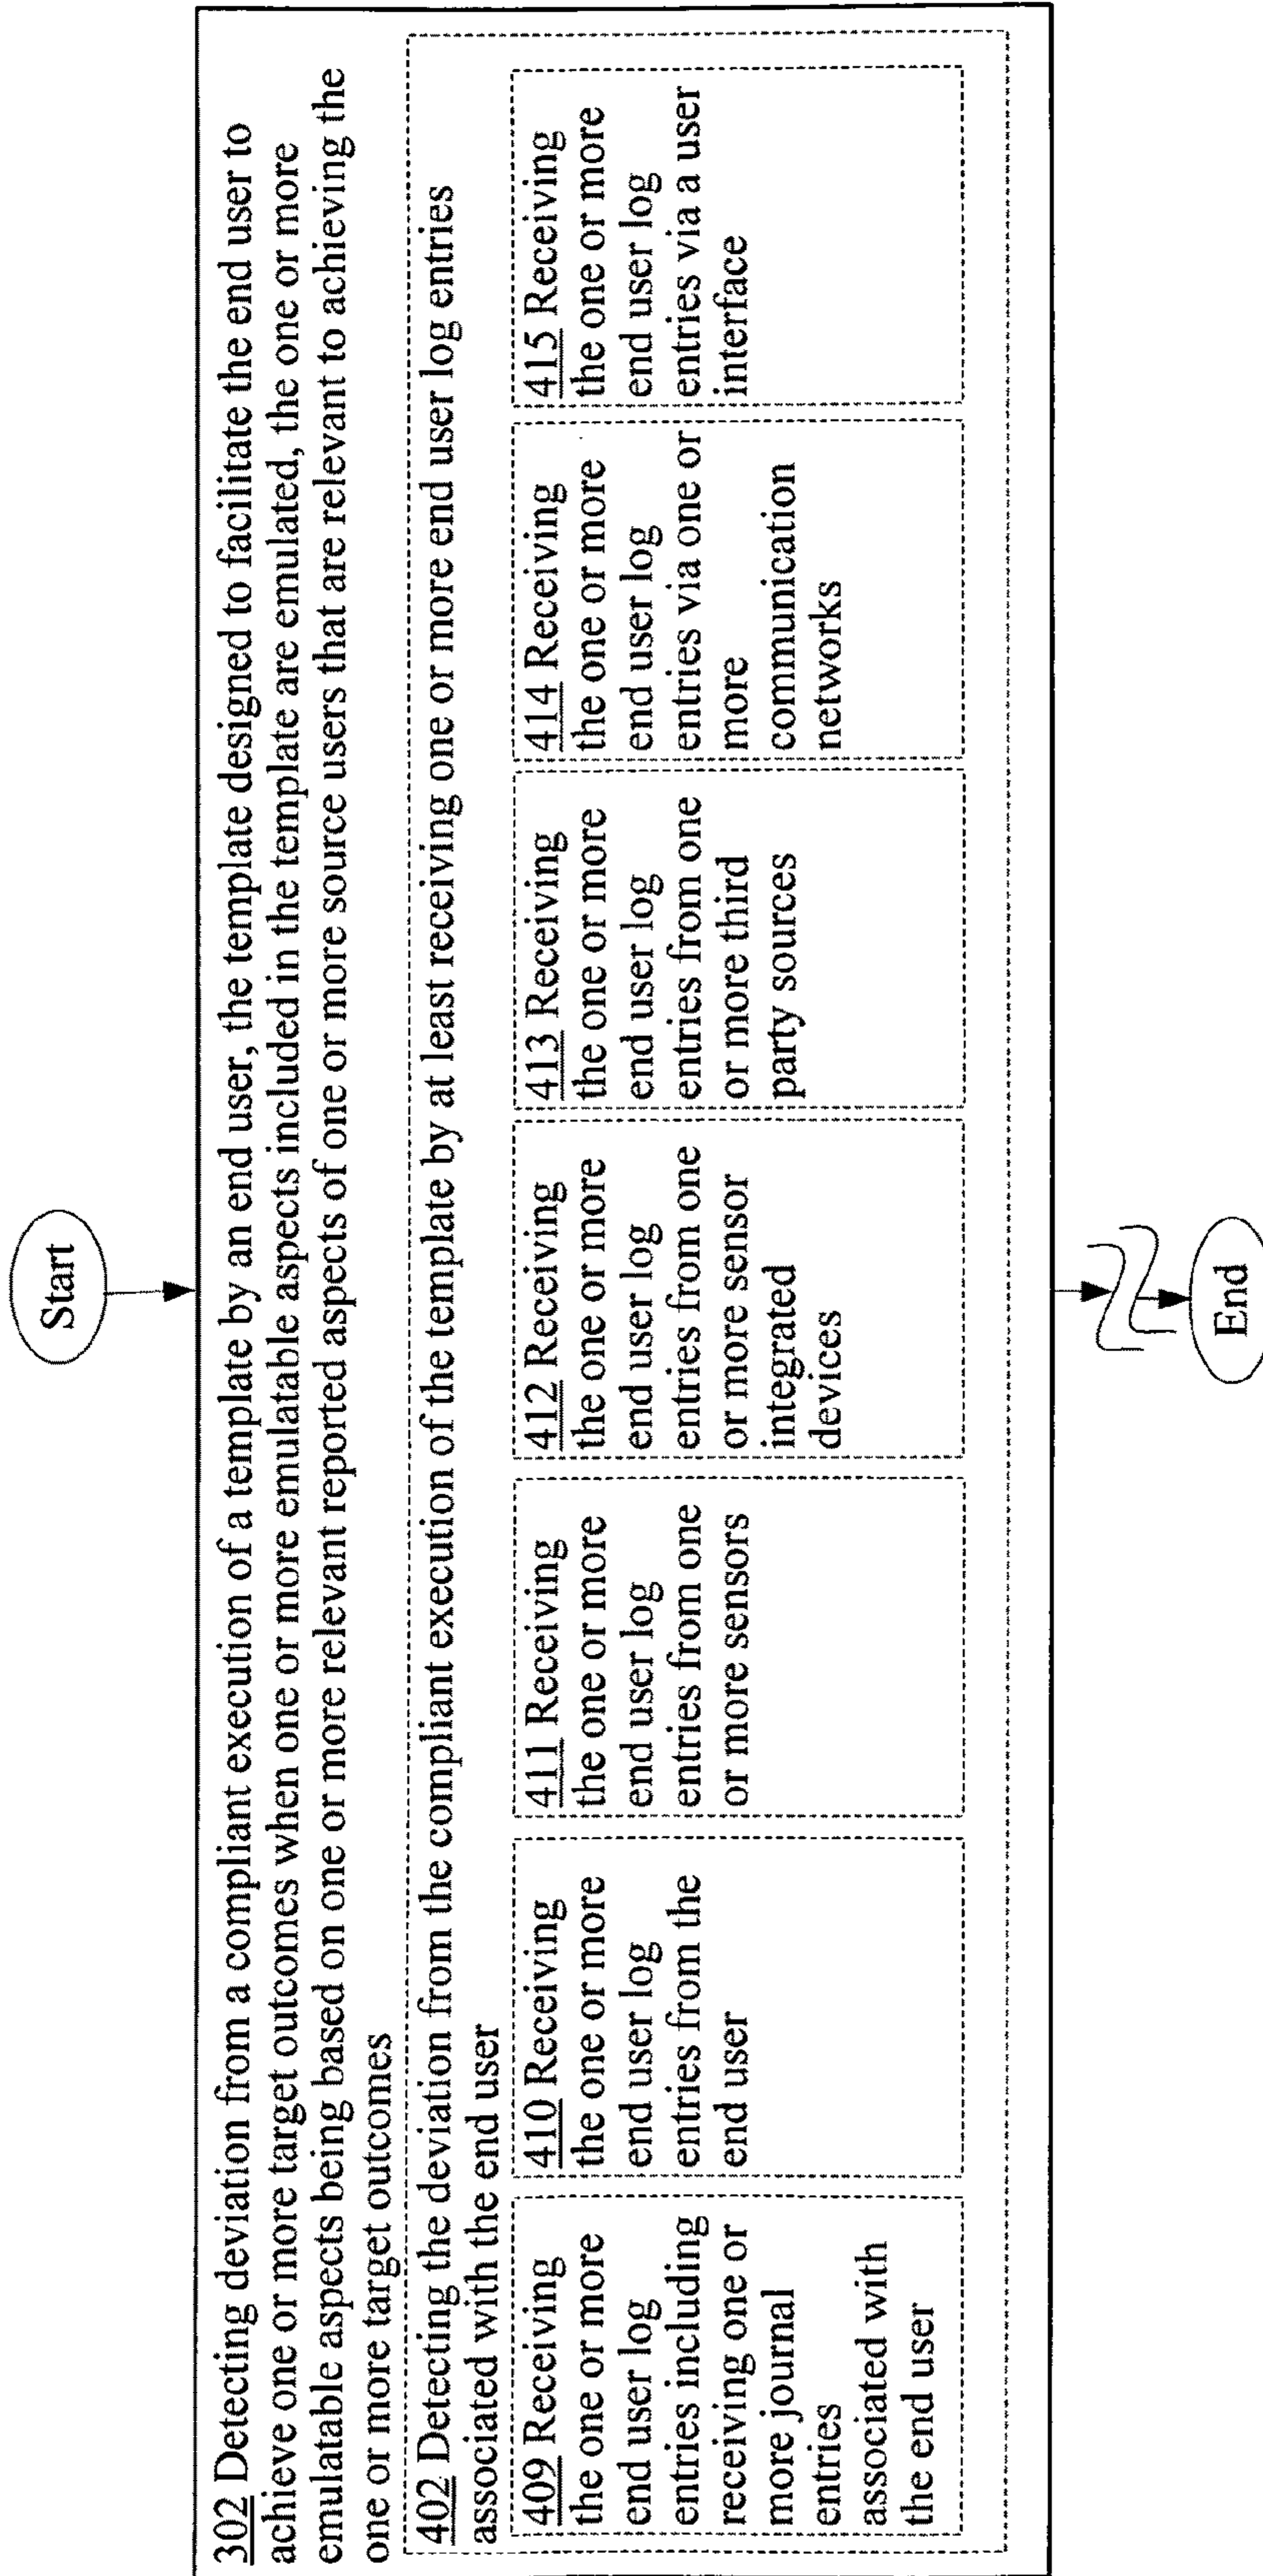 Start
302 Detecting deviation from a compliant execution of a template by an end user, the template designed to facilitate the end user to
achieve one or more target outcomes when one or more emulatable aspects included in the template are emulated, the one or more
emulatable aspects being based on one or more relevant reported aspects of one or more source users that are relevant to achieving the
one or more target outcomes
402 Detecting the deviation from the compliant execution of the template by at least receiving one or more end user log entries
associated with the end user
409 Receiving
the one or more
end user log
entries including
receiving one or
more journal
entries
associated with
the end user
410 Receiving
the one or more
end user log
entries from the
end user
411 Receiving
the one or more
end user log
entries from one
or more sensors
412 Receiving
the one or more
end user log
entries from one
or more sensor
integrated
devices
413 Receiving
the one or more
end user log
entries from one
or more third
party sources
414 Receiving
the one or more
end user log
entries via one or
more
communication
networks
415 Receiving
the one or more
end user log
entries via a user
interface
End